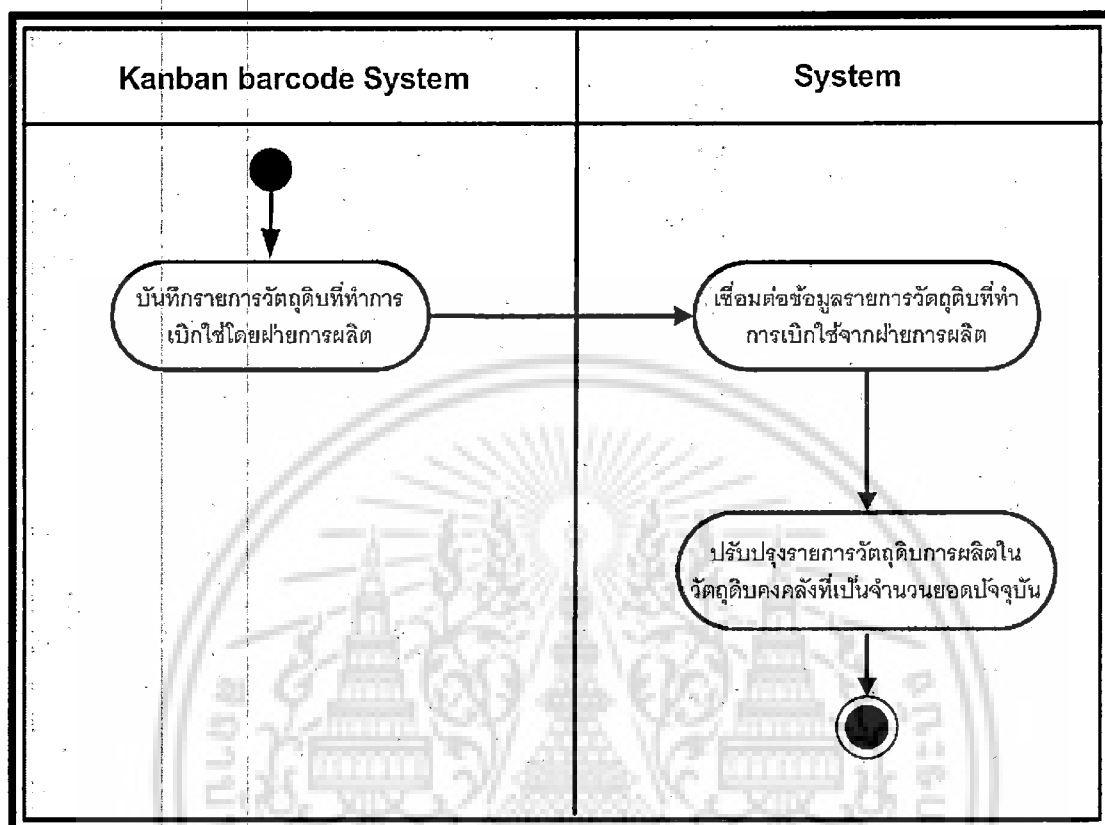 Kanban barcode System
System
บันทึกรายการวัตถุดิบที่ทำการ
เบิกใช้โดยฝ่ายการผลิต
เชื่อมต่อข้อมูลรายการวัตถุดิบที่ทำ
การเบิกใช้จากฝ่ายการผลิต
ปรับปรุงรายการวัตถุดิบการผลิตใน
วัตถุดิบคงคลังที่เป็นจำนวนยอดปัจจุบัน